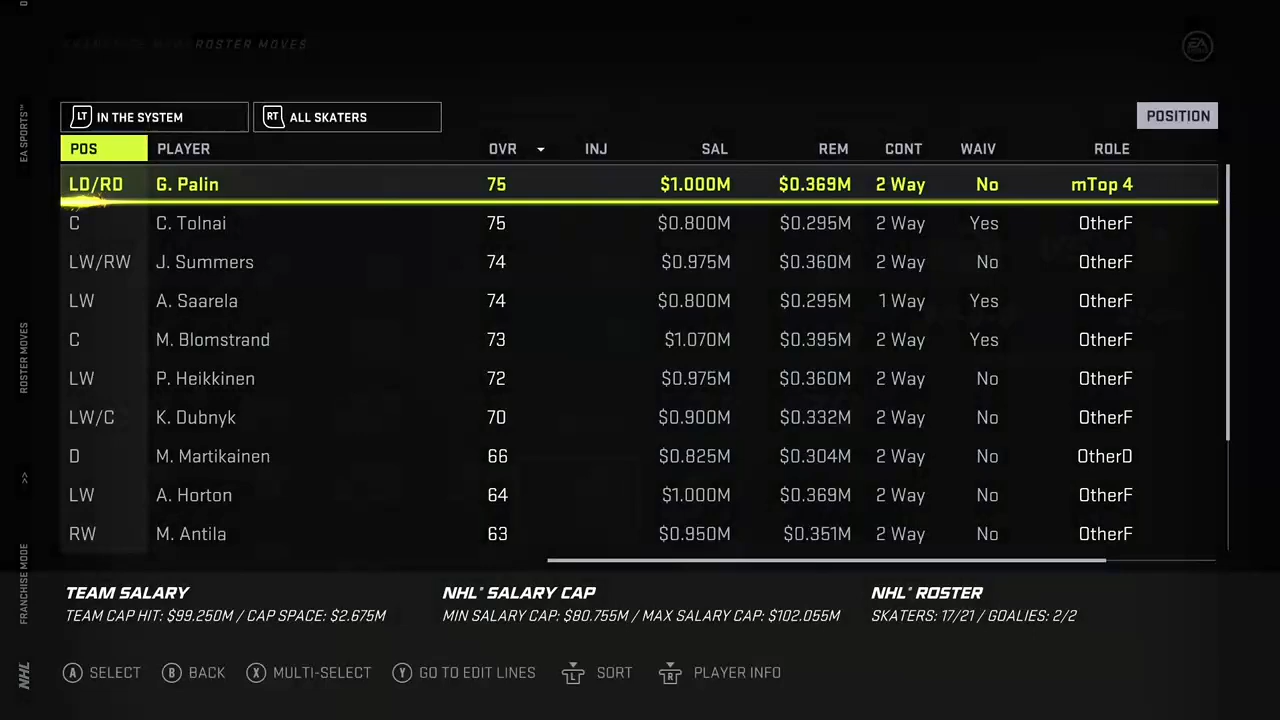 ROSTER MOVES
EA SPORTS™
ROSTER MOVES
>>
FRANCHISE MODE
NHL
LT IN THE SYSTEM
RT ALL SKATERS
POSITION
POS PLAYER OVR INJ SAL REM CONT WAIV ROLE
LD/RD G. Palin 75 $1.000M $0.369M 2 Way No mTop 4
C C. Tolnai 75 $0.800M $0.295M 2 Way Yes OtherF
LW/RW J. Summers 74 $0.975M $0.360M 2 Way No OtherF
LW A. Saarela 74 $0.800M $0.295M 1 Way Yes OtherF
C M. Blomstrand 73 $1.070M $0.395M 2 Way Yes OtherF
LW P. Heikkinen 72 $0.975M $0.360M 2 Way No OtherF
LW/C K. Dubnyk 70 $0.900M $0.332M 2 Way No OtherF
D M. Martikainen 66 $0.825M $0.304M 2 Way No OtherD
LW A. Horton 64 $1.000M $0.369M 2 Way No OtherF
RW M. Antila 63 $0.950M $0.351M 2 Way No OtherF
TEAM SALARY
TEAM CAP HIT: $99.250M / CAP SPACE: $2.675M
NHL® SALARY CAP
MIN SALARY CAP: $80.755M / MAX SALARY CAP: $102.055M
NHL® ROSTER
SKATERS: 17/21 / GOALIES: 2/2
A SELECT B BACK X MULTI-SELECT Y GO TO EDIT LINES L SORT R PLAYER INFO